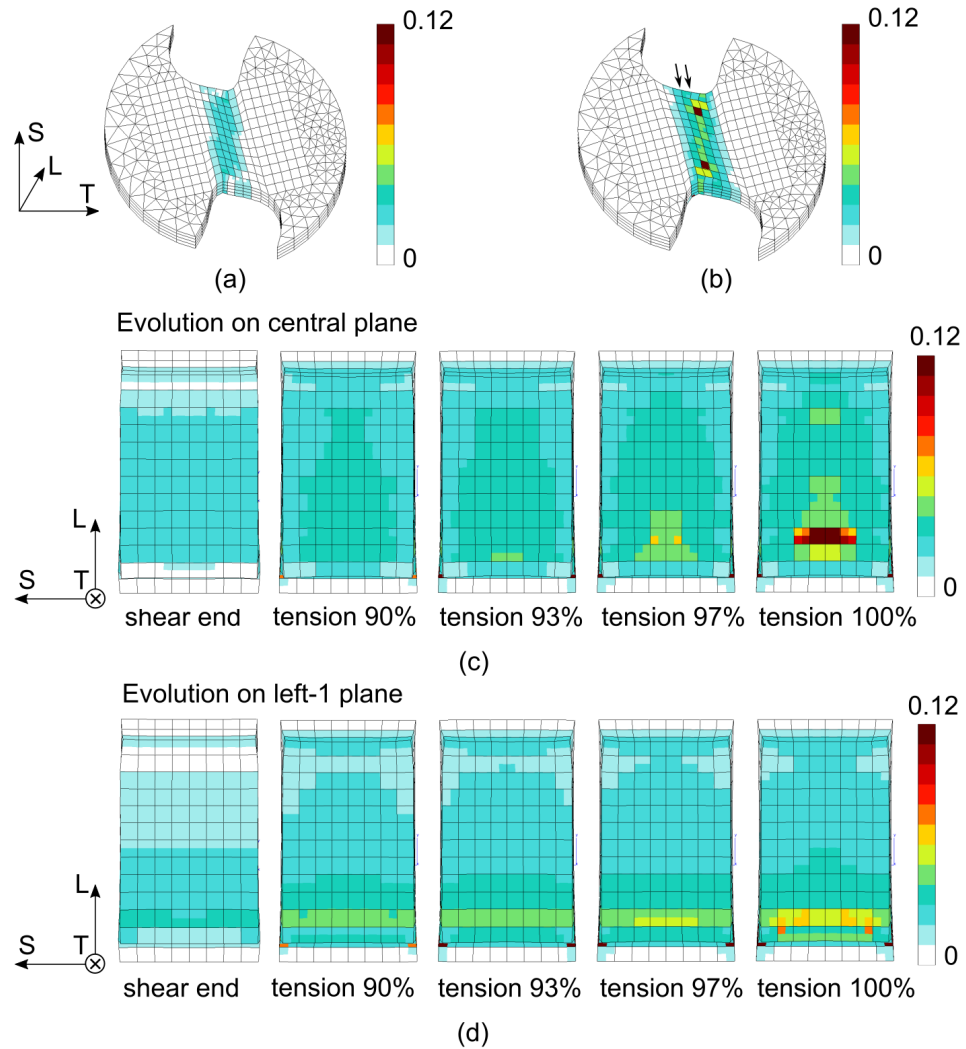 0.12
0.12
S
L
T
0
0
(a)
(b)
Evolution on central plane
0.12
L
S
T
0
shear end
tension 90%
tension 93%
tension 97%
tension 100%
(c)
Evolution on left-1 plane
0.12
L
S
T
0
shear end
tension 90%
tension 93%
tension 97%
tension 100%
(d)